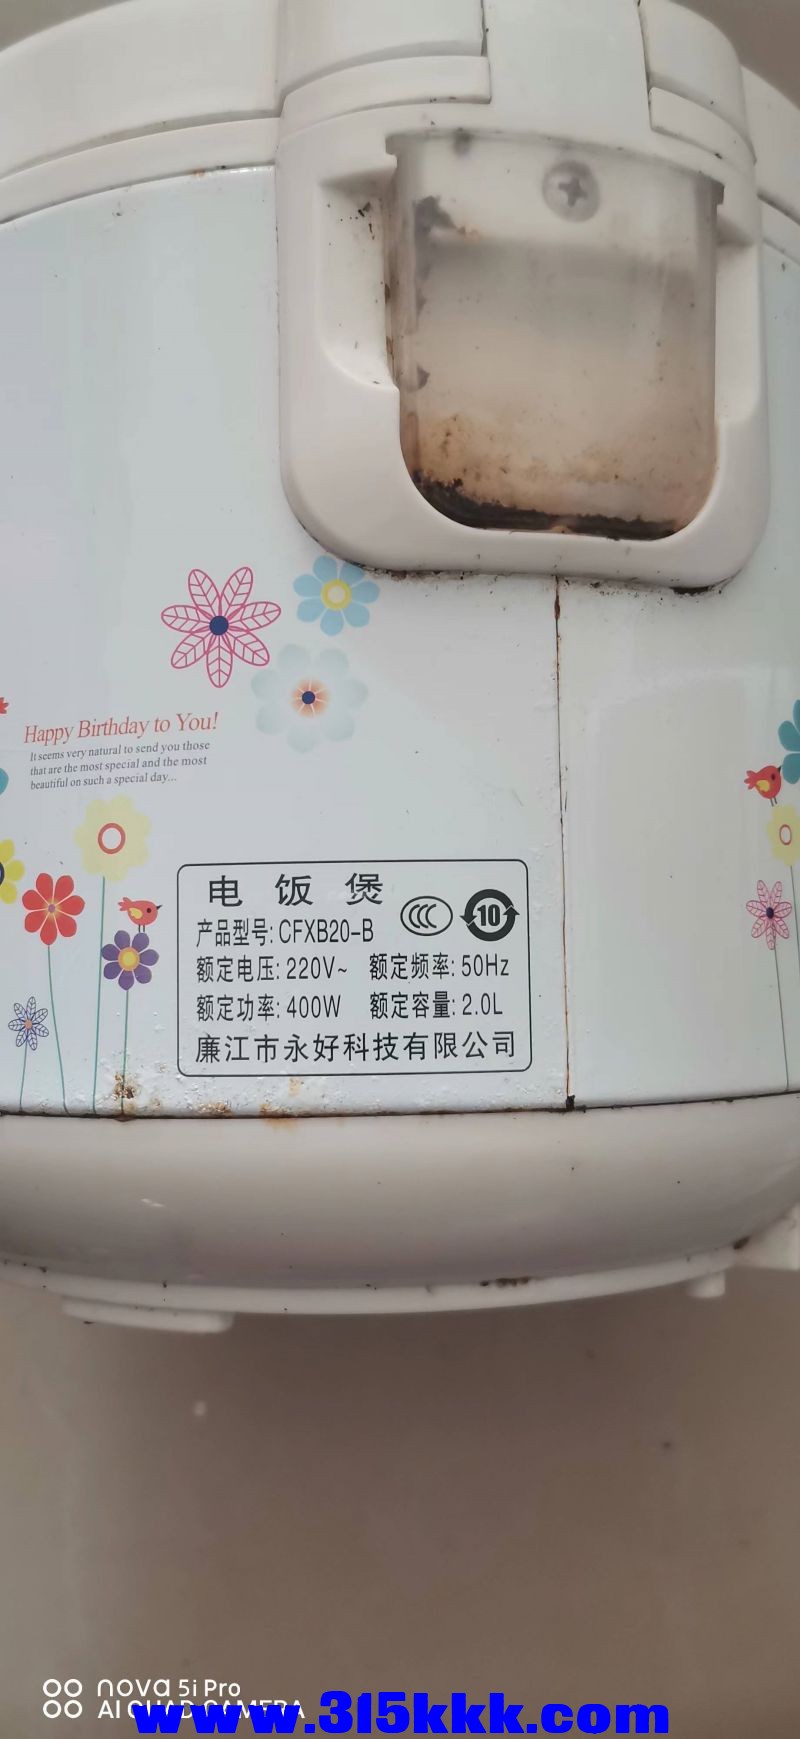 Happy Birthday to You!
It seems very natural to send you those
that are the most special and the most
beautiful on such a special day...
电饭煲
产品型号: CFXB20-B CCC 10
额定电压: 220V~ 额定频率: 50Hz
额定功率: 400W 额定容量: 2.0L
廉江市永好科技有限公司
nova 5i Pro
AI QUAD CAMERA
www.315kkk.com